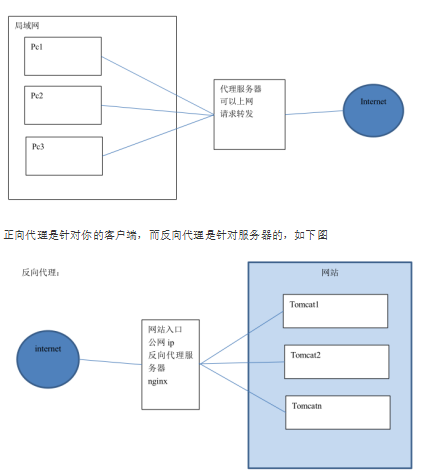 局域网
Pc1
Pc2
Pc3
代理服务器
可以上网
请求转发
Internet
正向代理是针对你的客户端，而反向代理是针对服务器的，如下图
反向代理：
internet
网站入口
公网 ip
反向代理服
务器
nginx
网站
Tomcat1
Tomcat2
Tomcatn